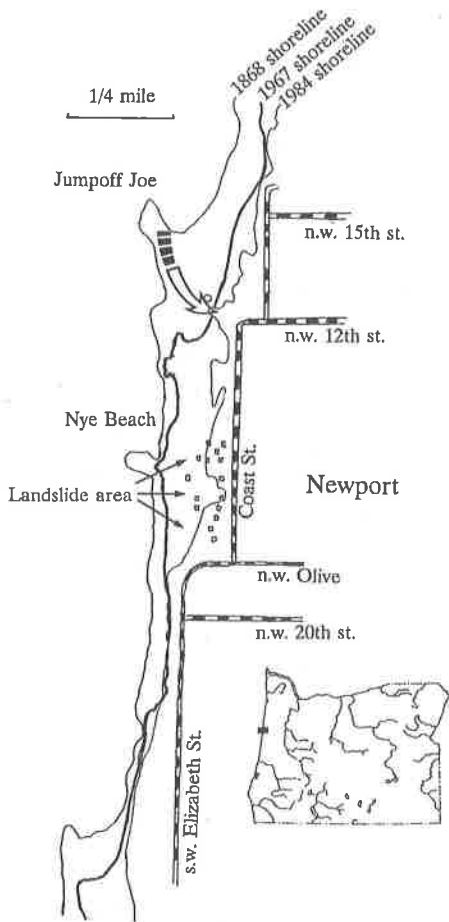 1868 shoreline
1967 shoreline
1984 shoreline
1/4 mile
Jumpoff Joe
n.w. 15th st.
n.w. 12th st.
Nye Beach
Coast St.
Newport
Landslide area
n.w. Olive
n.w. 20th st.
s.w. Elizabeth St.